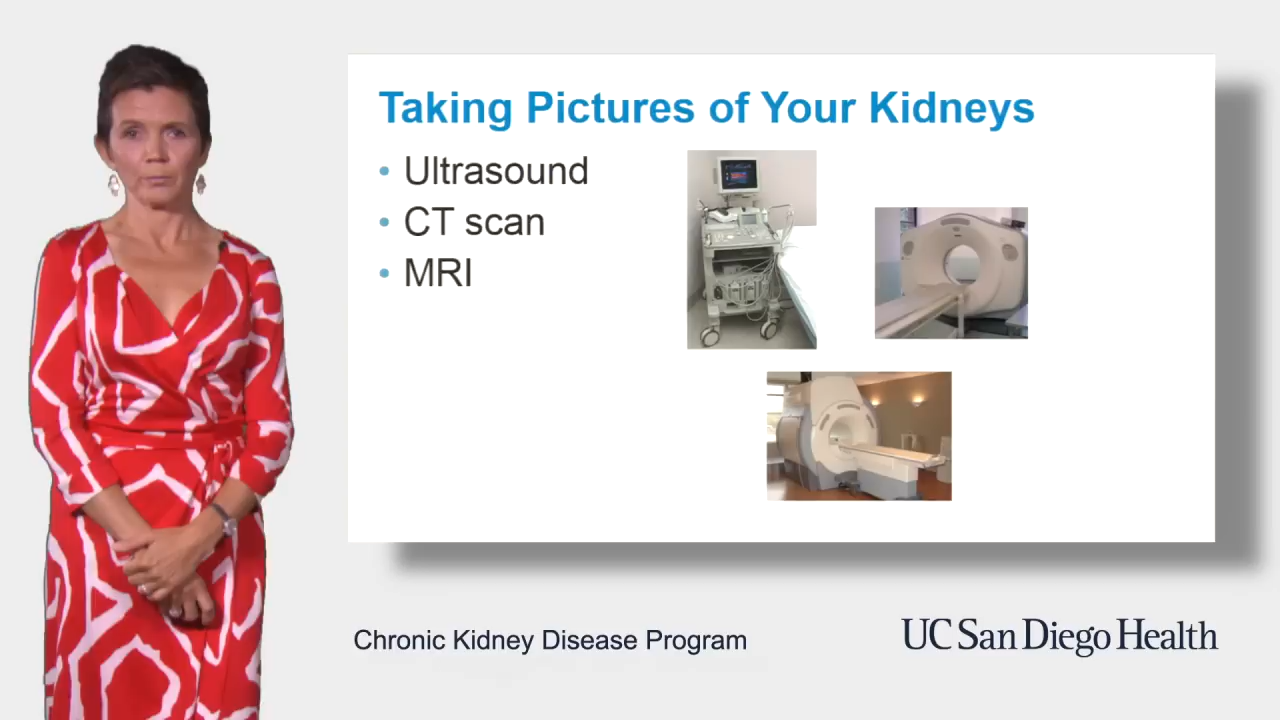 Taking Pictures of Your Kidneys
• Ultrasound
• CT scan
• MRI
Chronic Kidney Disease Program
UC San Diego Health